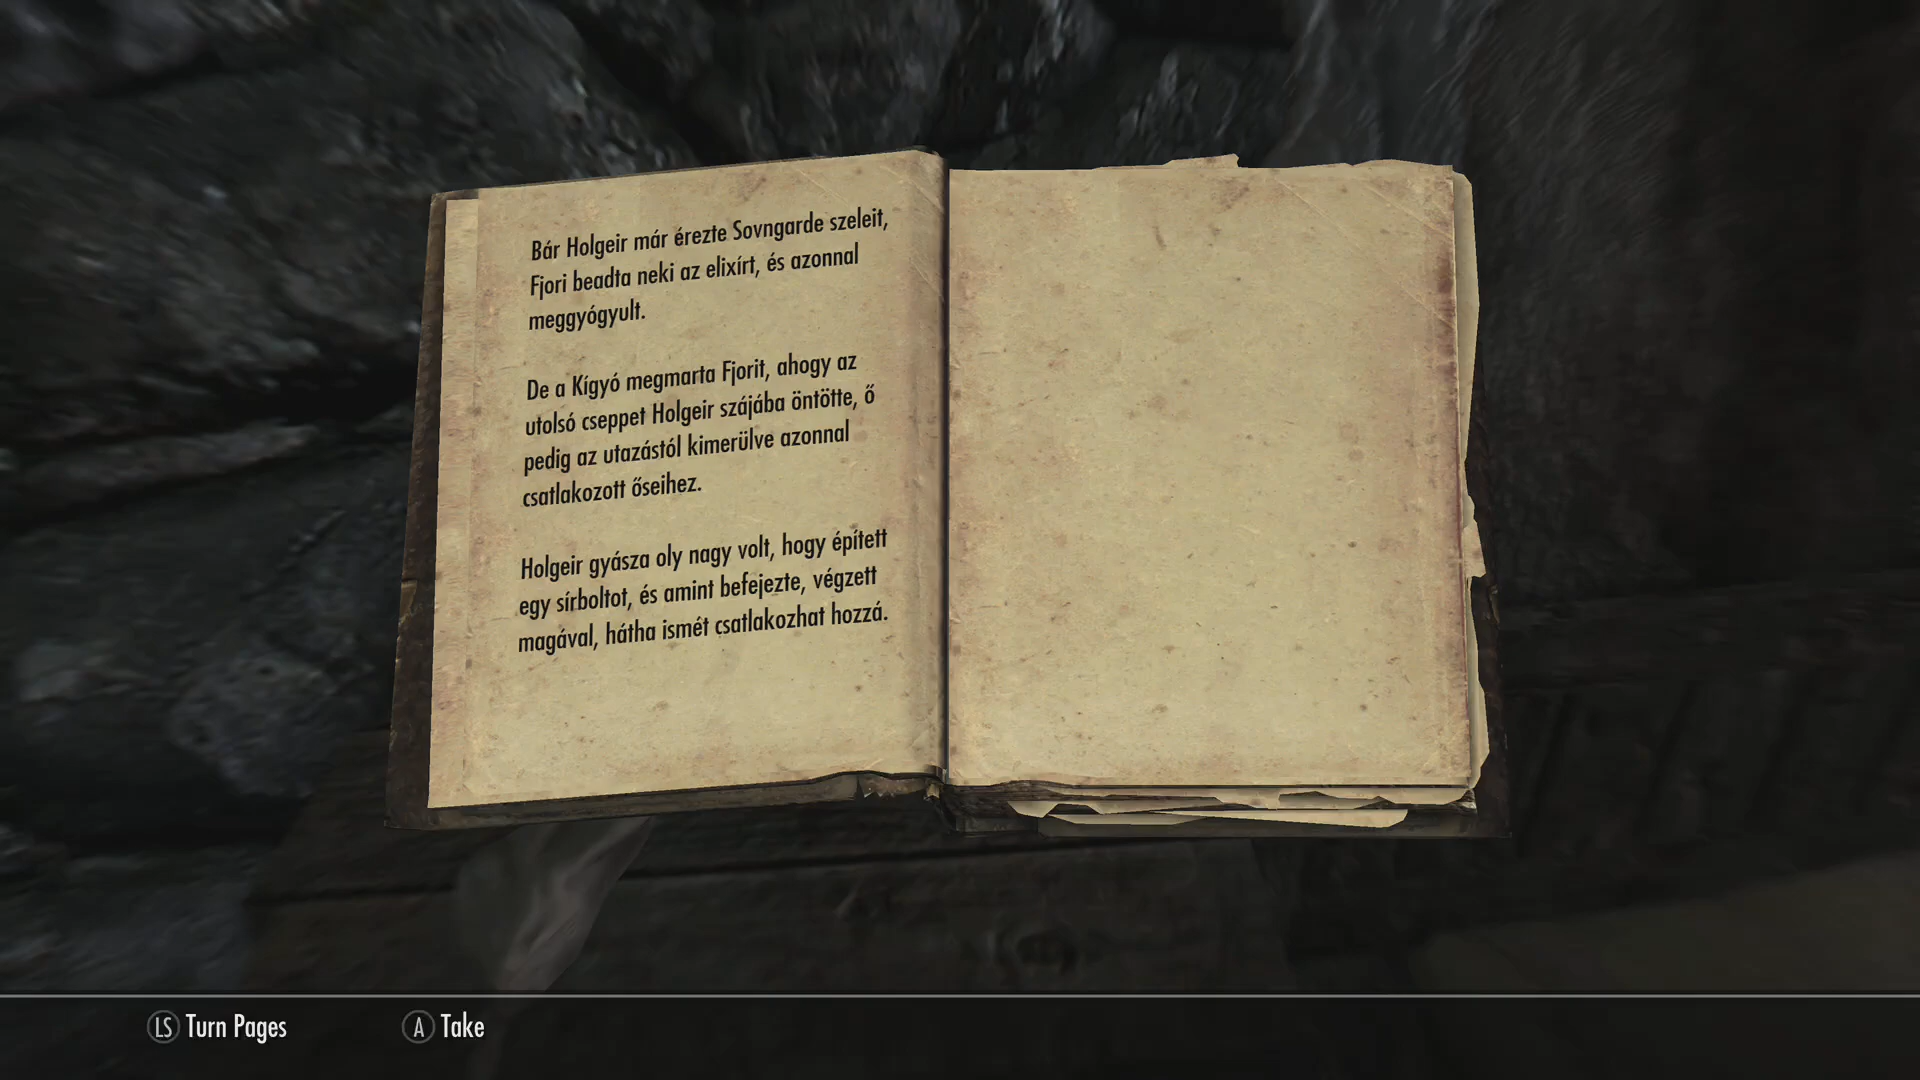 Bár Holgeir már érezte Sovngarde szeleit,
Fjori beadta neki az elixírt, és azonnal
meggyógyult.
De a Kígyó megmarta Fjorit, ahogy az
utolsó cseppet Holgeir szájába öntötte, ő
pedig az utazástól kimerülve azonnal
csatlakozott őseihez.
Holgeir gyásza oly nagy volt, hogy épített
egy sírboltot, és amint befejezte, végzett
magával, hátha ismét csatlakozhat hozzá.
LS Turn Pages
A Take